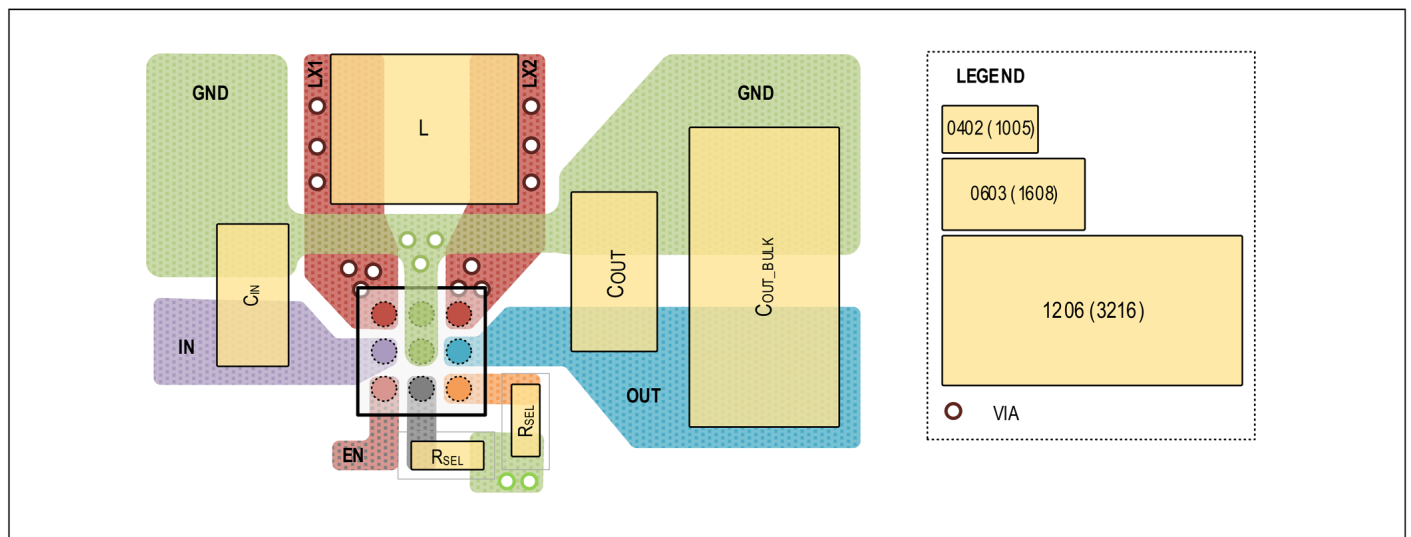 GND
LX1
L
LX2
GND
CIN
IN
COUT
COUT_BULK
OUT
EN
RSEL
RSEL
LEGEND
0402 (1005)
0603 (1608)
1206 (3216)
VIA